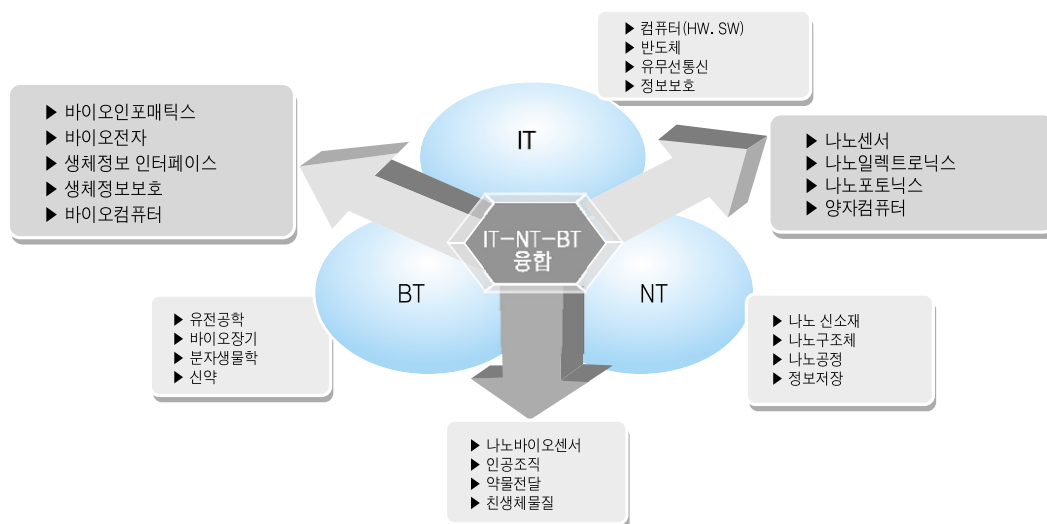 ▶ 컴퓨터(HW. SW)
▶ 반도체
▶ 유무선통신
▶ 정보보호
▶ 바이오인포매틱스
▶ 바이오전자
▶ 생체정보 인터페이스
▶ 생체정보보호
▶ 바이오컴퓨터
IT
▶ 나노센서
▶ 나노일렉트로닉스
▶ 나노포토닉스
▶ 양자컴퓨터
IT-NT-BT
융합
BT
NT
▶ 유전공학
▶ 바이오장기
▶ 분자생물학
▶ 신약
▶ 나노 신소재
▶ 나노구조체
▶ 나노공정
▶ 정보저장
▶ 나노바이오센서
▶ 인공조직
▶ 약물전달
▶ 친생체물질